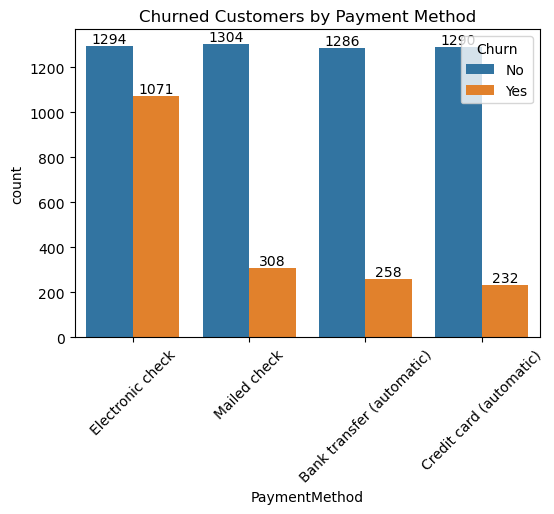 Churned Customers by Payment Method
1294
1071
1304
308
1286
258
1290
232
Churn
No
Yes
count
1200
1000
800
600
400
200
0
Electronic check
Mailed check
Bank transfer (automatic)
Credit card (automatic)
PaymentMethod